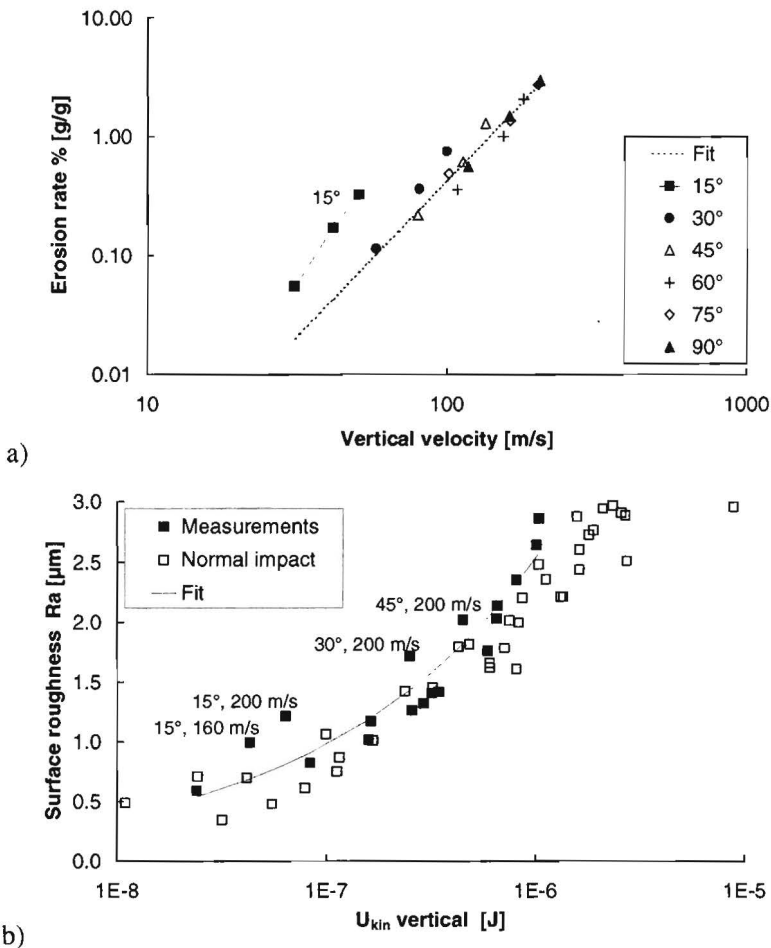 10.00
1.00
0.10
0.01
Erosion rate % [g/g]
15°
Fit
15°
30°
45°
60°
75°
90°
10
100
1000
Vertical velocity [m/s]
a)
3.0
2.5
2.0
1.5
1.0
0.5
0.0
Surface roughness Ra [µm]
Measurements
Normal impact
Fit
45°, 200 m/s
30°, 200 m/s
15°, 200 m/s
15°, 160 m/s
1E-8
1E-7
1E-6
1E-5
Ukin vertical [J]
b)